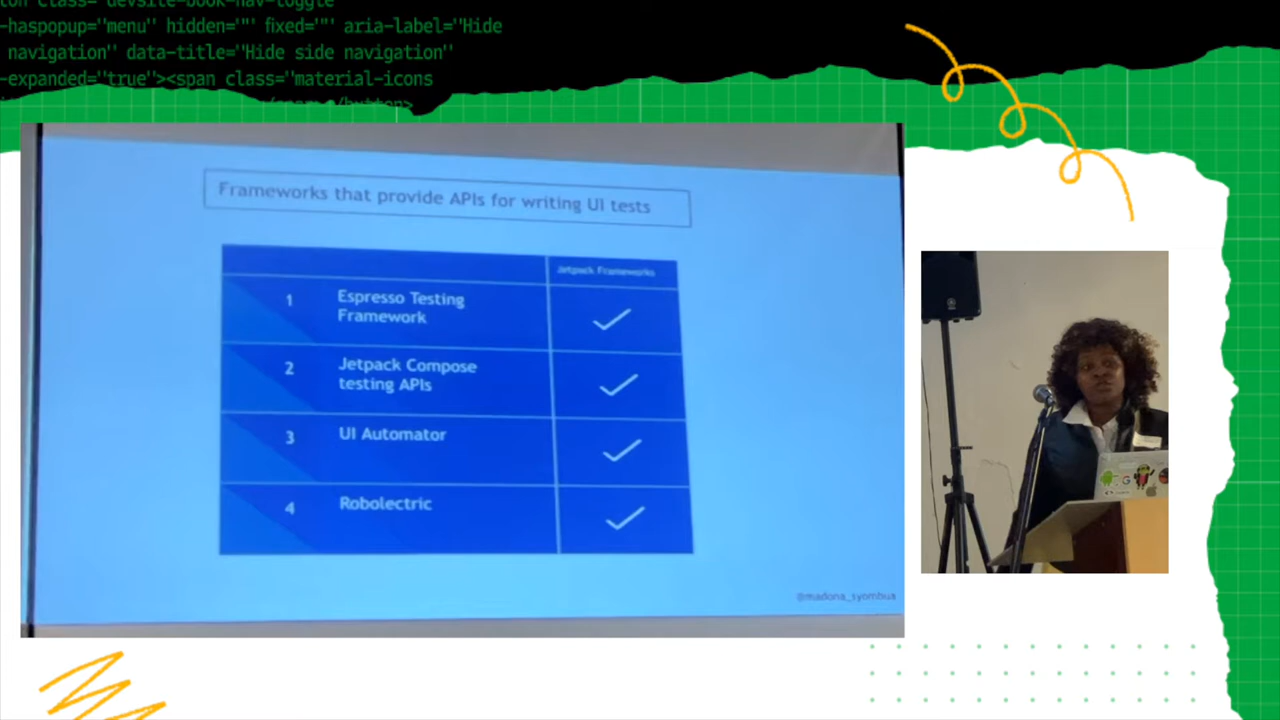 -haspopup="menu" hidden="" fixed="" aria-label="Hide
navigation" data-title="Hide side navigation"
-expanded="true"><span class="material-icons
button>
Frameworks that provide APIs for writing UI tests
Jetpack Frameworks
1 Espresso Testing
Framework
2 Jetpack Compose
testing APIs
3 UI Automator
4 Robolectric
@madona_syombua